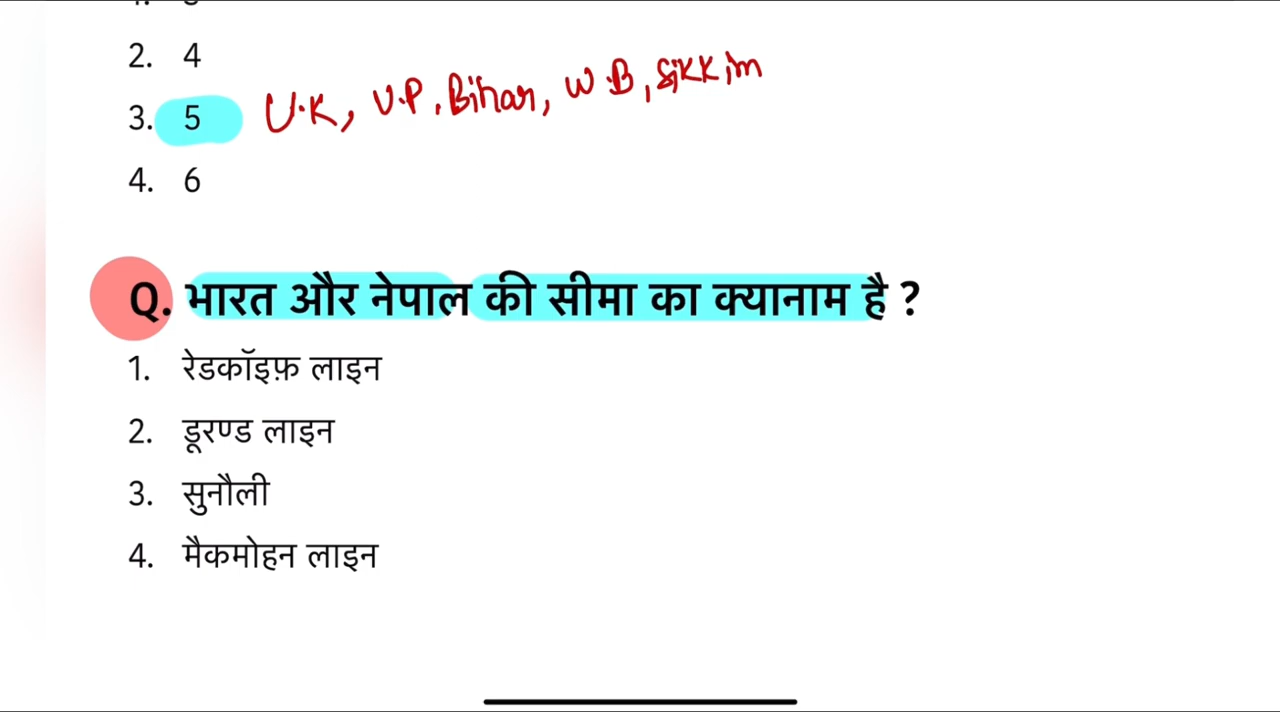 2. 4
3. 5 U.K, U.P, Bihar, W.B, Sikkim
4. 6
Q. भारत और नेपाल की सीमा का क्यानाम है ?
1. रेडकॉइफ़ लाइन
2. डूरण्ड लाइन
3. सुनौली
4. मैकमोहन लाइन